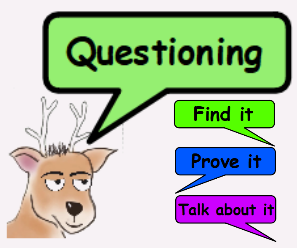 Questioning
Find it
Prove it
Talk about it